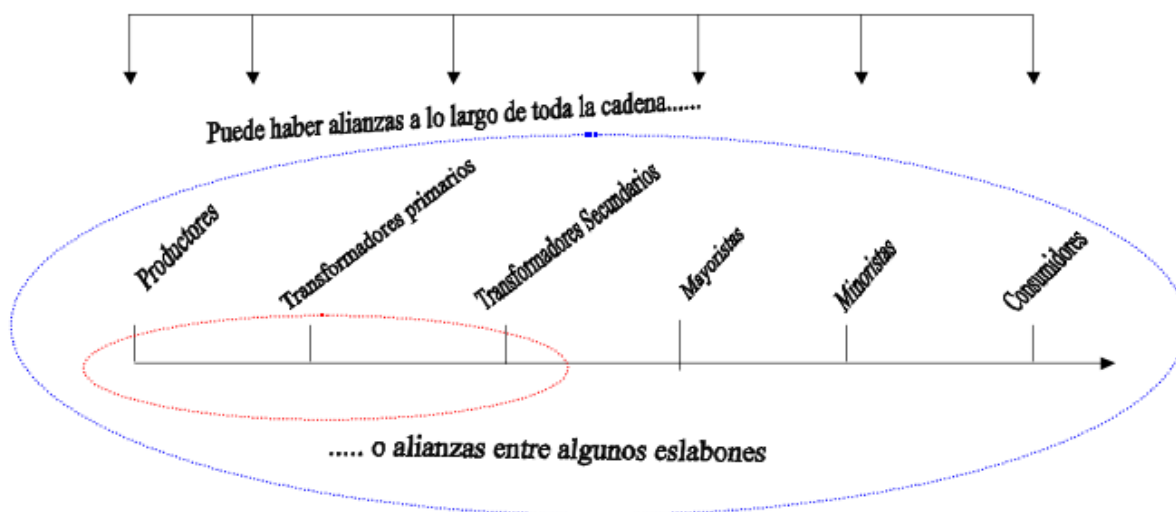 Puede haber alianzas a lo largo de toda la cadena......
Productores
Transformadores primarios
Transformadores Secundarios
Mayoristas
Minoristas
Consumidores
..... o alianzas entre algunos eslabones